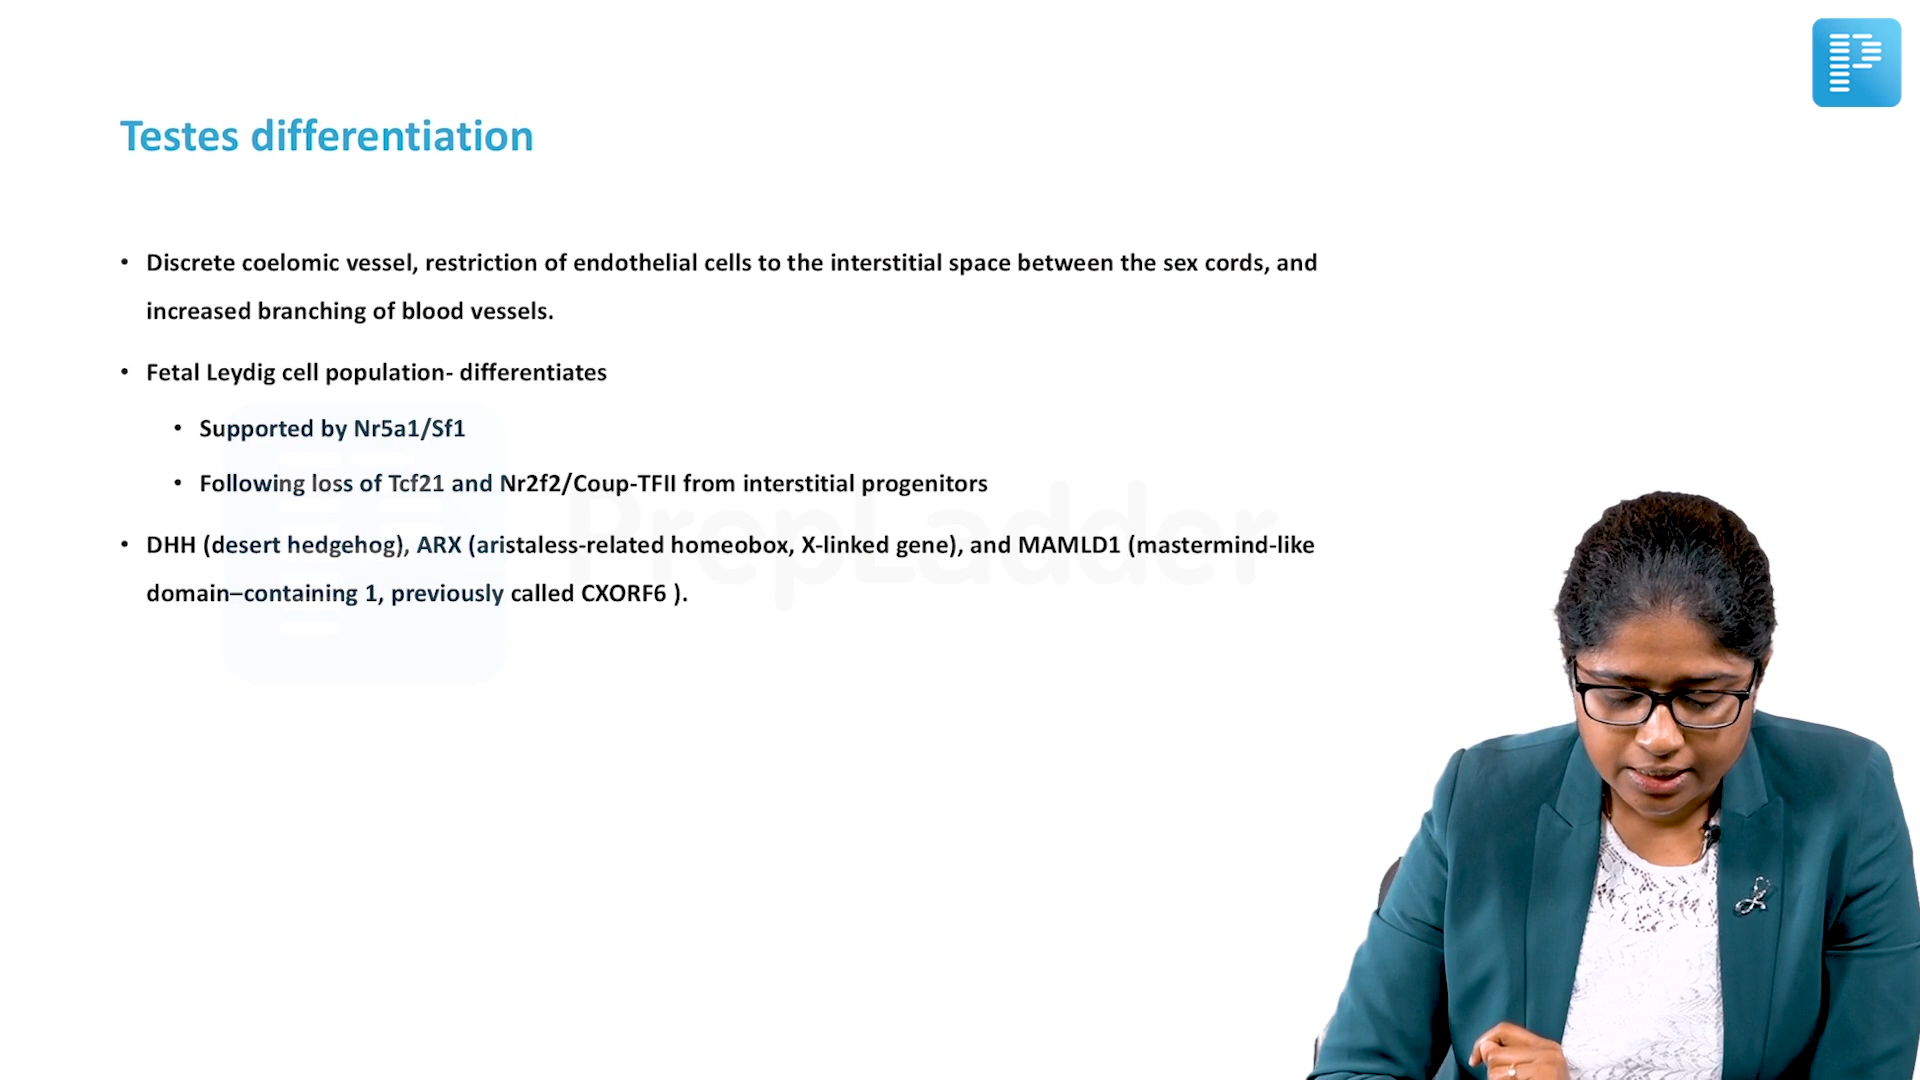 Testes differentiation
• Discrete coelomic vessel, restriction of endothelial cells to the interstitial space between the sex cords, and
increased branching of blood vessels.
• Fetal Leydig cell population- differentiates
• Supported by Nr5a1/Sf1
• Following loss of Tcf21 and Nr2f2/Coup-TFII from interstitial progenitors
PrepLadder
• DHH (desert hedgehog), ARX (aristaless-related homeobox, X-linked gene), and MAMLD1 (mastermind-like
domain–containing 1, previously called CXORF6 ).